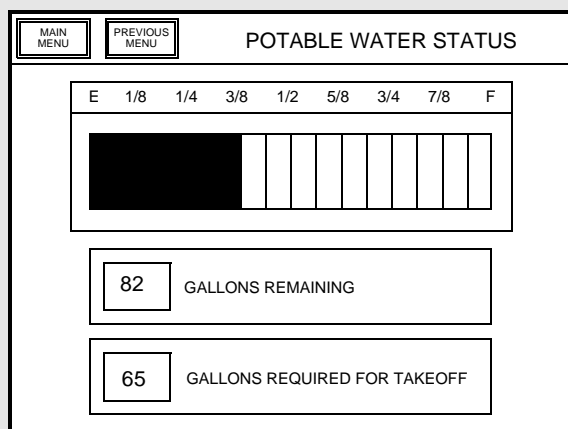 MAIN
MENU
PREVIOUS
MENU
POTABLE WATER STATUS
E 1/8 1/4 3/8 1/2 5/8 3/4 7/8 F
82 GALLONS REMAINING
65 GALLONS REQUIRED FOR TAKEOFF